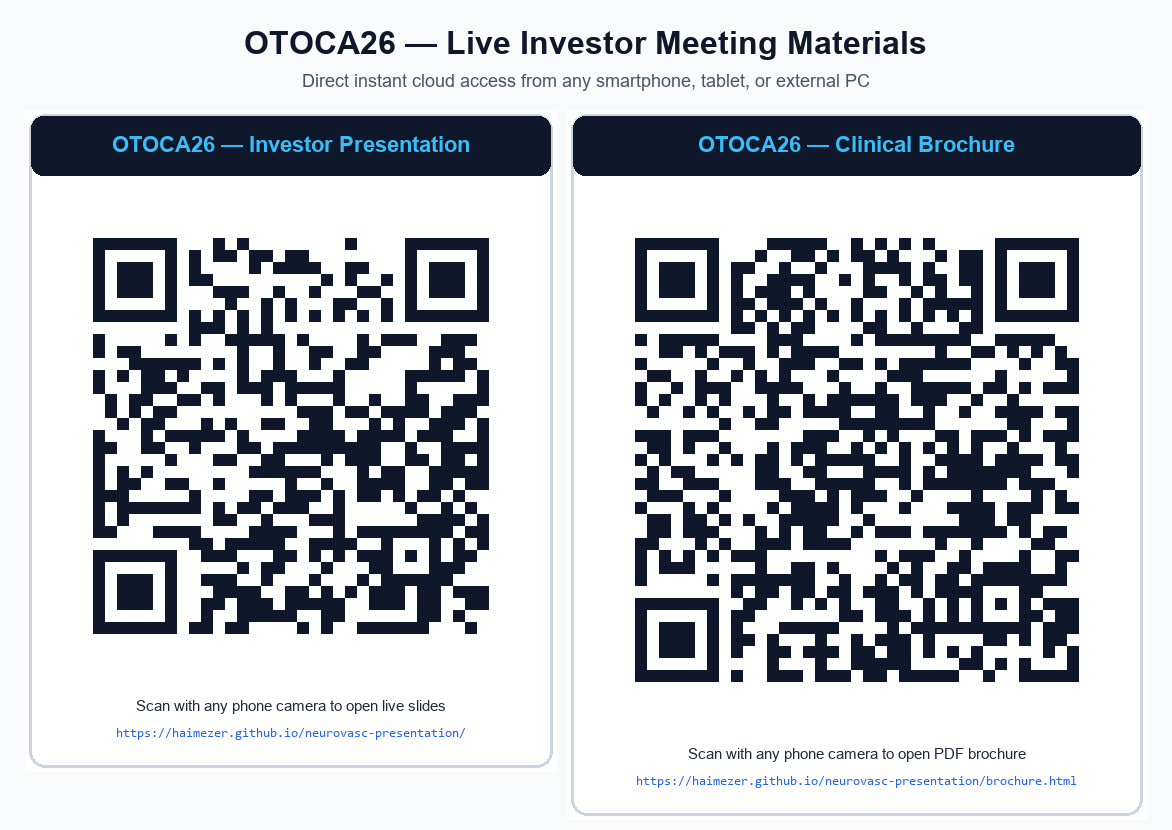 OTOCA26 — Live Investor Meeting Materials
Direct instant cloud access from any smartphone, tablet, or external PC
OTOCA26 — Investor Presentation
Scan with any phone camera to open live slides
https://haimezer.github.io/neurovasc-presentation/
OTOCA26 — Clinical Brochure
Scan with any phone camera to open PDF brochure
https://haimezer.github.io/neurovasc-presentation/brochure.html